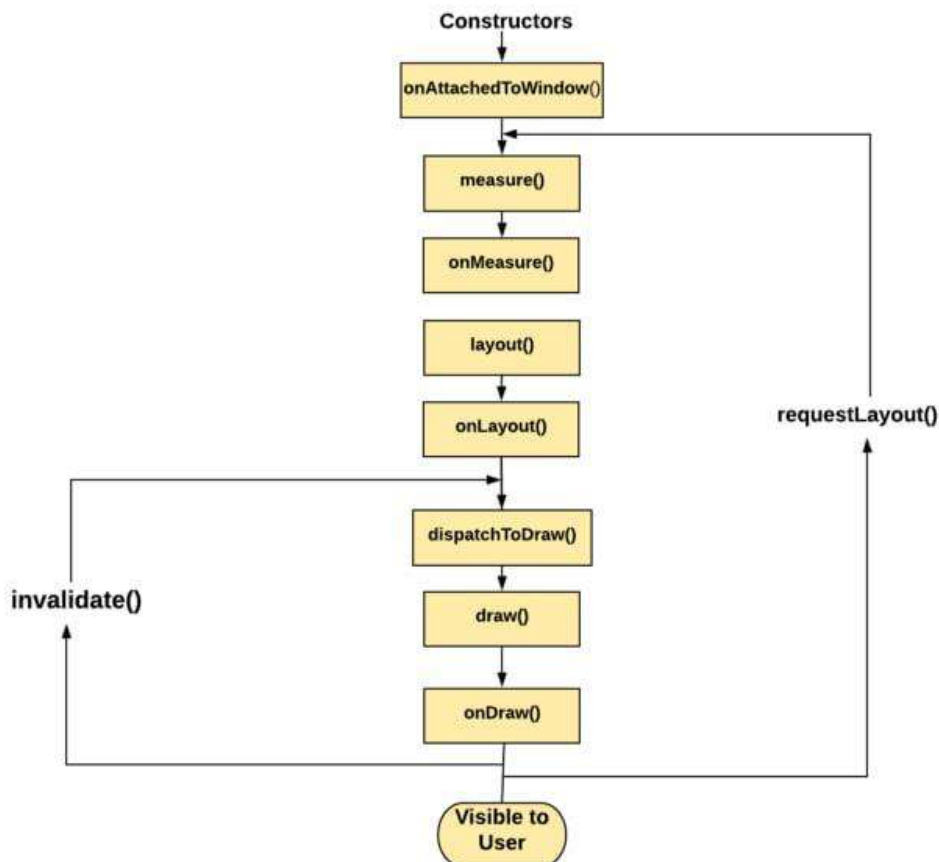 Constructors
onAttachedToWindow()
measure()
onMeasure()
layout()
onLayout()
requestLayout()
dispatchToDraw()
invalidate()
draw()
onDraw()
Visible to
User